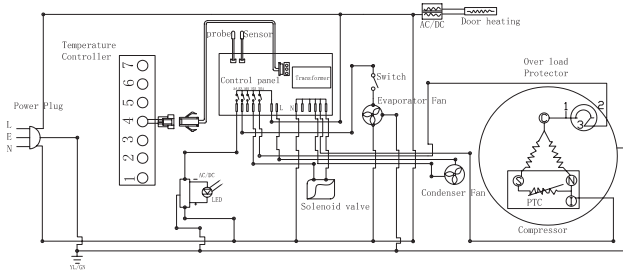 AC/DC
Door heating
Temperature
Controller
probe
Sensor
Over load
Protector
Control panel
Transformer
Switch
Evaporator Fan
Power Plug
L
E
N
7
6
5
4
3
2
1
L
N
1
2
3
AC/DC
LED
Solenoid valve
Condenser Fan
S
N
PTC
Compressor
YL/GN